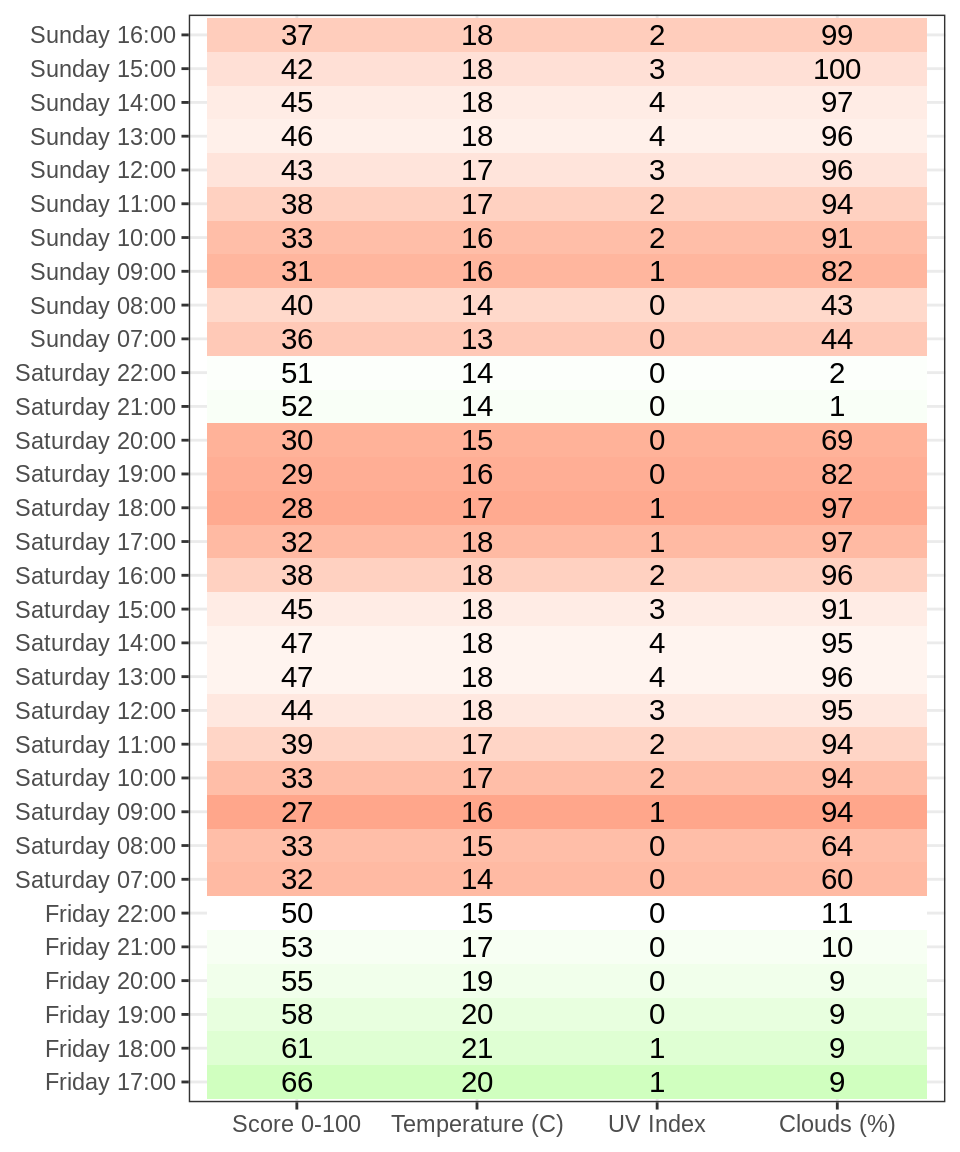 Sunday 16:00 37 18 2 99
Sunday 15:00 42 18 3 100
Sunday 14:00 45 18 4 97
Sunday 13:00 46 18 4 96
Sunday 12:00 43 17 3 96
Sunday 11:00 38 17 2 94
Sunday 10:00 33 16 2 91
Sunday 09:00 31 16 1 82
Sunday 08:00 40 14 0 43
Sunday 07:00 36 13 0 44
Saturday 22:00 51 14 0 2
Saturday 21:00 52 14 0 1
Saturday 20:00 30 15 0 69
Saturday 19:00 29 16 0 82
Saturday 18:00 28 17 1 97
Saturday 17:00 32 18 1 97
Saturday 16:00 38 18 2 96
Saturday 15:00 45 18 3 91
Saturday 14:00 47 18 4 95
Saturday 13:00 47 18 4 96
Saturday 12:00 44 18 3 95
Saturday 11:00 39 17 2 94
Saturday 10:00 33 17 2 94
Saturday 09:00 27 16 1 94
Saturday 08:00 33 15 0 64
Saturday 07:00 32 14 0 60
Friday 22:00 50 15 0 11
Friday 21:00 53 17 0 10
Friday 20:00 55 19 0 9
Friday 19:00 58 20 0 9
Friday 18:00 61 21 1 9
Friday 17:00 66 20 1 9
Score 0-100 Temperature (C) UV Index Clouds (%)